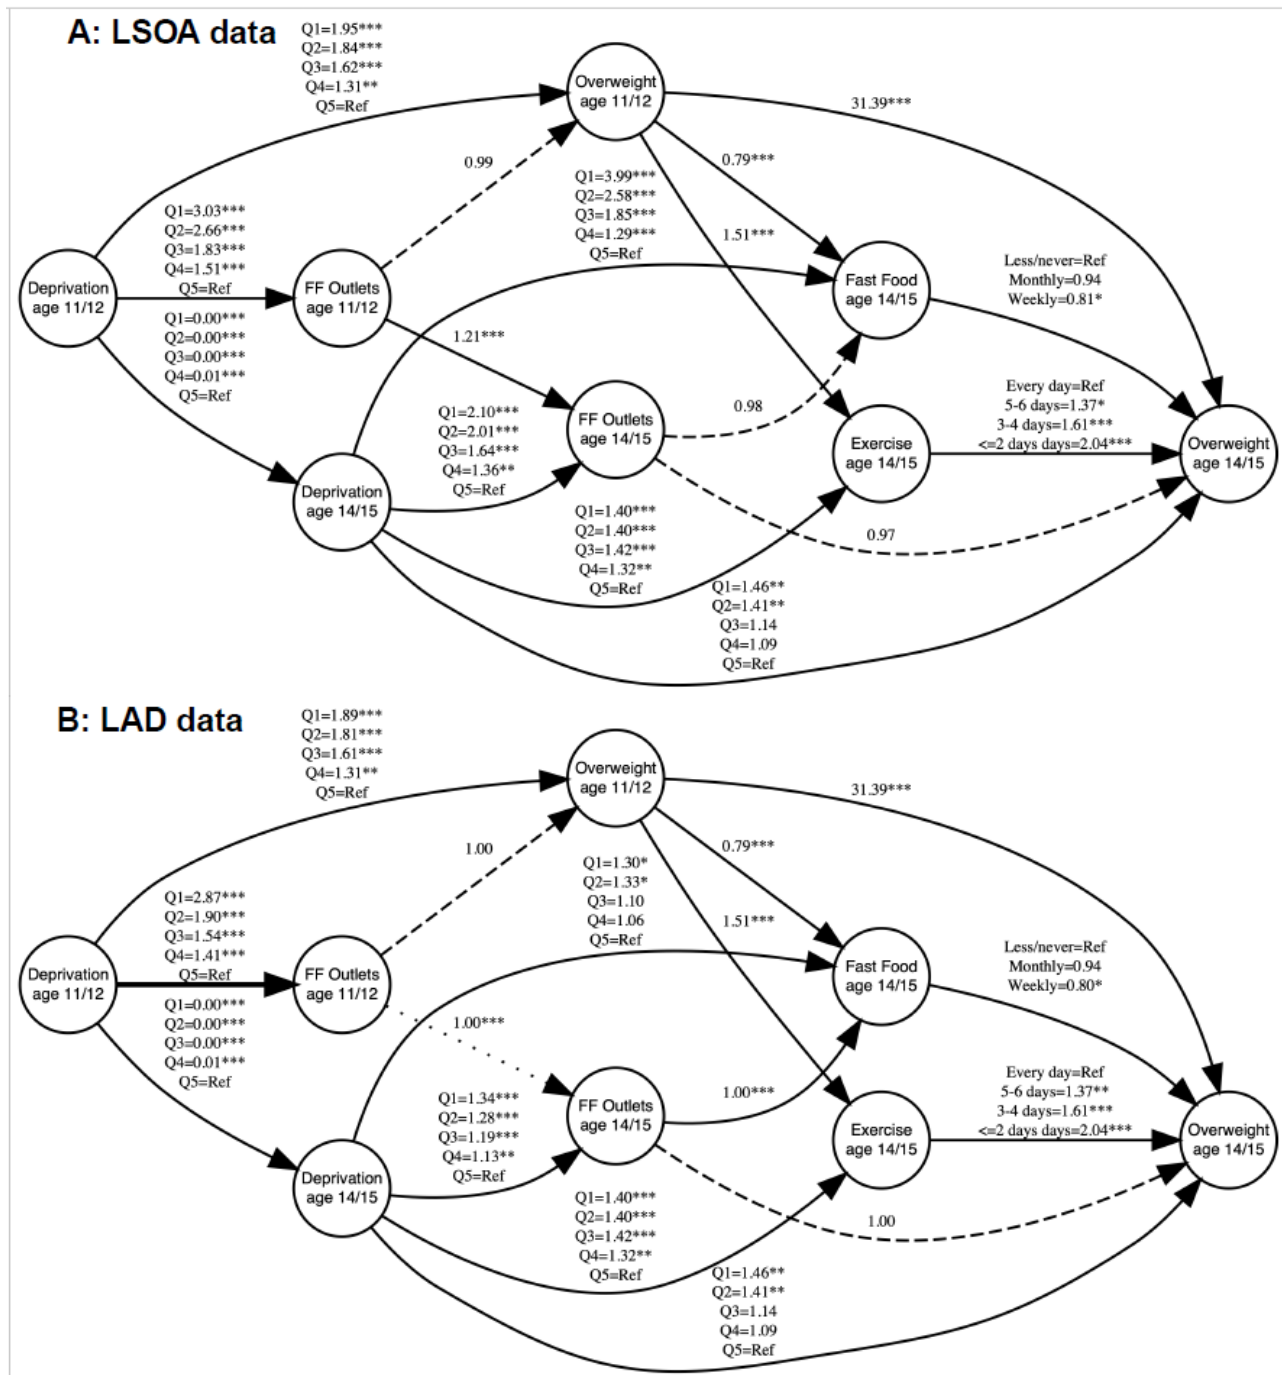 A: LSOA data
Q1=1.95***
Q2=1.84***
Q3=1.62***
Q4=1.31**
Q5=Ref
Overweight
age 11/12
31.39***
0.99
0.79***
Q1=3.99***
Q2=2.58***
Q3=1.85***
Q4=1.29***
Q5=Ref
1.51***
Q1=3.03***
Q2=2.66***
Q3=1.83***
Q4=1.51***
Q5=Ref
Deprivation
age 11/12
FF Outlets
age 11/12
Fast Food
age 14/15
Less/never=Ref
Monthly=0.94
Weekly=0.81*
Q1=0.00***
Q2=0.00***
Q3=0.00***
Q4=0.01***
Q5=Ref
1.21***
Q1=2.10***
Q2=2.01***
Q3=1.64***
Q4=1.36**
Q5=Ref
FF Outlets
age 14/15
0.98
Exercise
age 14/15
Every day=Ref
5-6 days=1.37*
3-4 days=1.61***
<=2 days days=2.04***
Overweight
age 14/15
Deprivation
age 14/15
Q1=1.40***
Q2=1.40***
Q3=1.42***
Q4=1.32**
Q5=Ref
0.97
Q1=1.46**
Q2=1.41**
Q3=1.14
Q4=1.09
Q5=Ref
B: LAD data
Q1=1.89***
Q2=1.81***
Q3=1.61***
Q4=1.31**
Q5=Ref
Overweight
age 11/12
31.39***
1.00
0.79***
Q1=1.30*
Q2=1.33*
Q3=1.10
Q4=1.06
Q5=Ref
1.51***
Q1=2.87***
Q2=1.90***
Q3=1.54***
Q4=1.41***
Q5=Ref
Deprivation
age 11/12
FF Outlets
age 11/12
Fast Food
age 14/15
Less/never=Ref
Monthly=0.94
Weekly=0.80*
Q1=0.00***
Q2=0.00***
Q3=0.00***
Q4=0.01***
Q5=Ref
1.00***
Q1=1.34***
Q2=1.28***
Q3=1.19***
Q4=1.13**
Q5=Ref
FF Outlets
age 14/15
1.00***
Exercise
age 14/15
Every day=Ref
5-6 days=1.37**
3-4 days=1.61***
<=2 days days=2.04***
Overweight
age 14/15
Deprivation
age 14/15
Q1=1.40***
Q2=1.40***
Q3=1.42***
Q4=1.32**
Q5=Ref
1.00
Q1=1.46**
Q2=1.41**
Q3=1.14
Q4=1.09
Q5=Ref